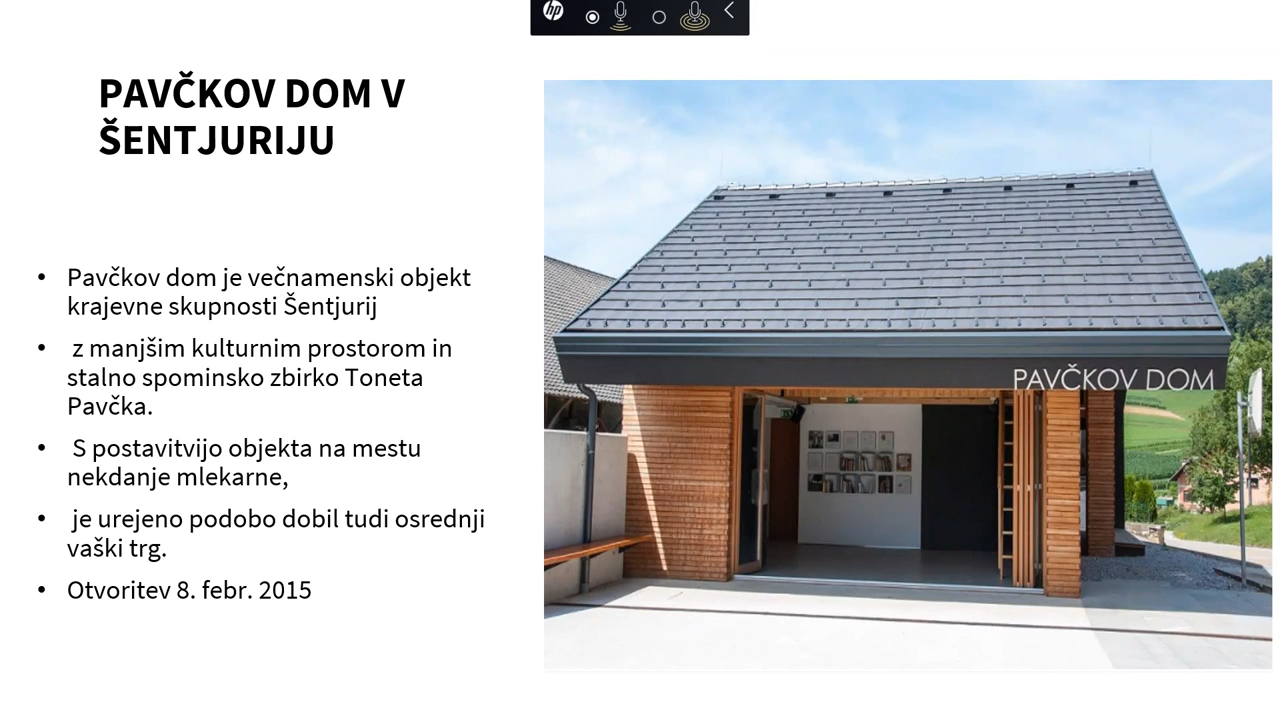 hp
PAVČKOV DOM V
ŠENTJURIJU
• Pavčkov dom je večnamenski objekt
krajevne skupnosti Šentjurij
• z manjšim kulturnim prostorom in
stalno spominsko zbirko Toneta
Pavčka.
• S postavitvijo objekta na mestu
nekdanje mlekarne,
• je urejeno podobo dobil tudi osrednji
vaški trg.
• Otvoritev 8. febr. 2015
PAVČKOV DOM